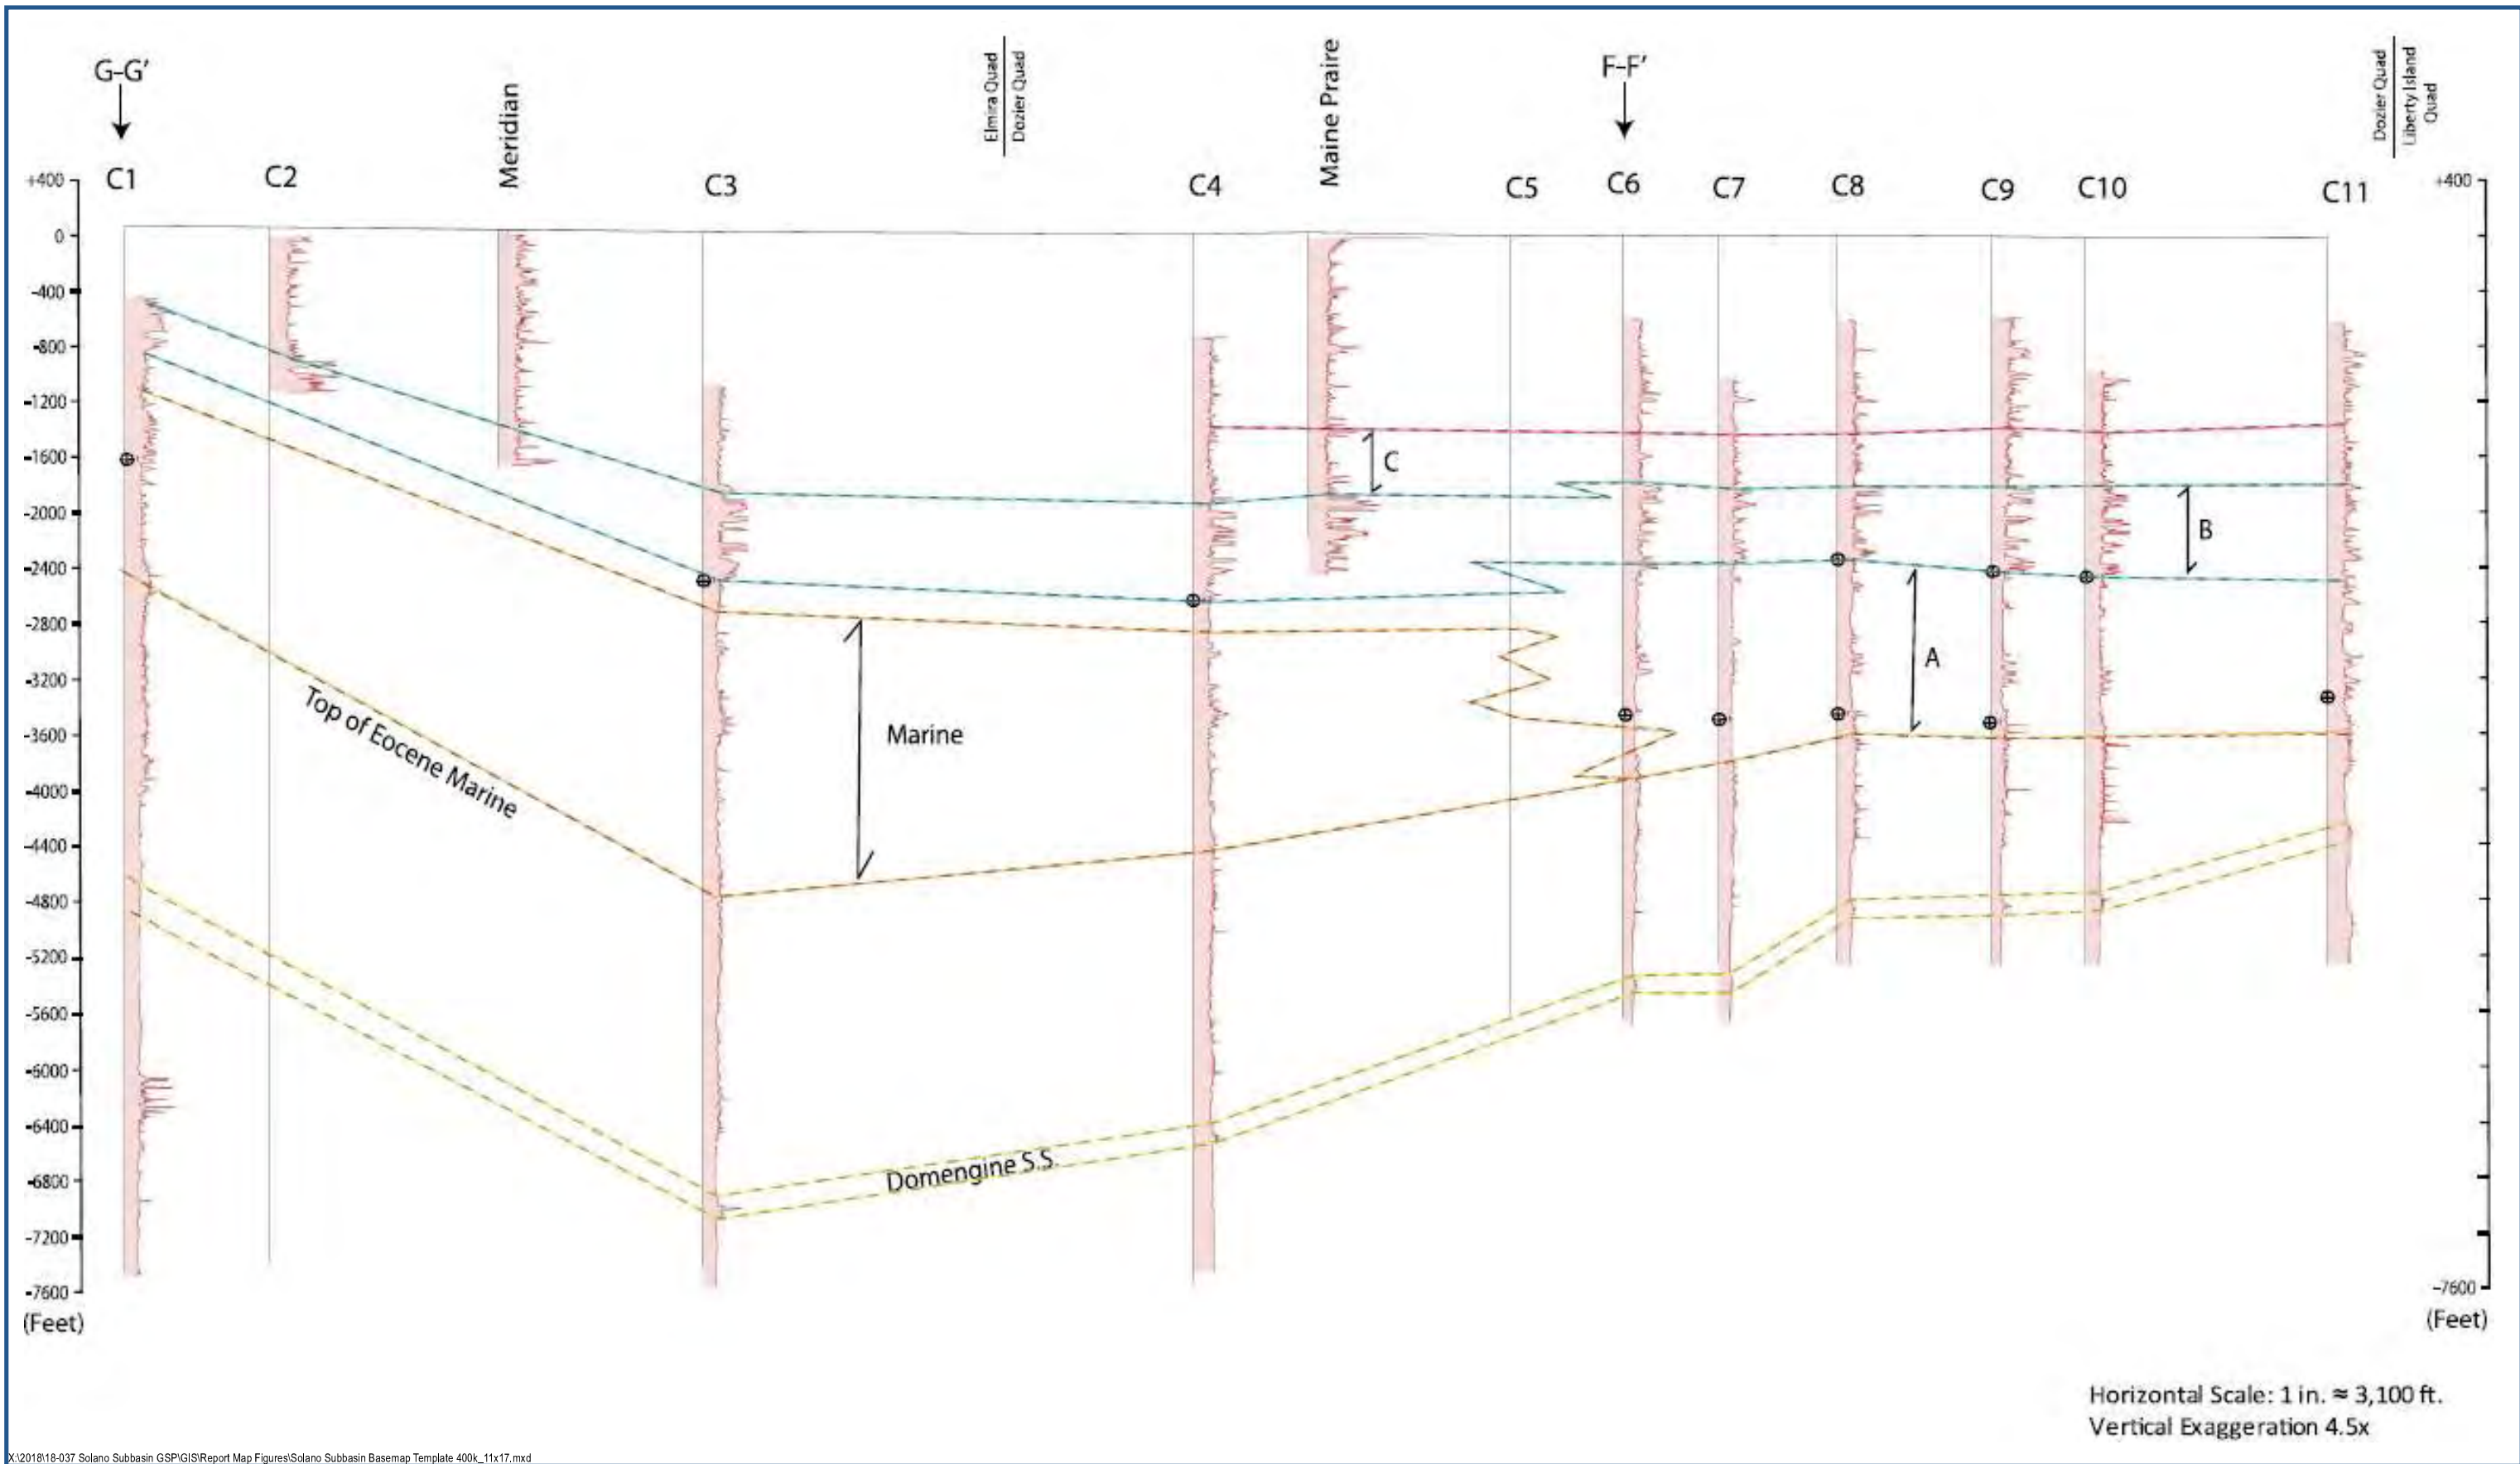 G–G′
Meridian
Elmira Quad
Dozier Quad
Maine Praire
F–F′
Dozier Quad
Liberty Island
Quad
C1
C2
C3
C4
C5
C6
C7
C8
C9
C10
C11
+400
0
-400
-800
-1200
-1600
-2000
-2400
-2800
-3200
-3600
-4000
-4400
-4800
-5200
-5600
-6000
-6400
-6800
-7200
-7600
(Feet)
+400
-7600
(Feet)
C
B
A
Marine
Top of Eocene Marine
Domengine S.S.
Horizontal Scale: 1 in. ≈ 3,100 ft.
Vertical Exaggeration 4.5x
X:\2018\18-037 Solano Subbasin GSP\GIS\Report Map Figures\Solano Subbasin Basemap Template 400k_11x17.mxd